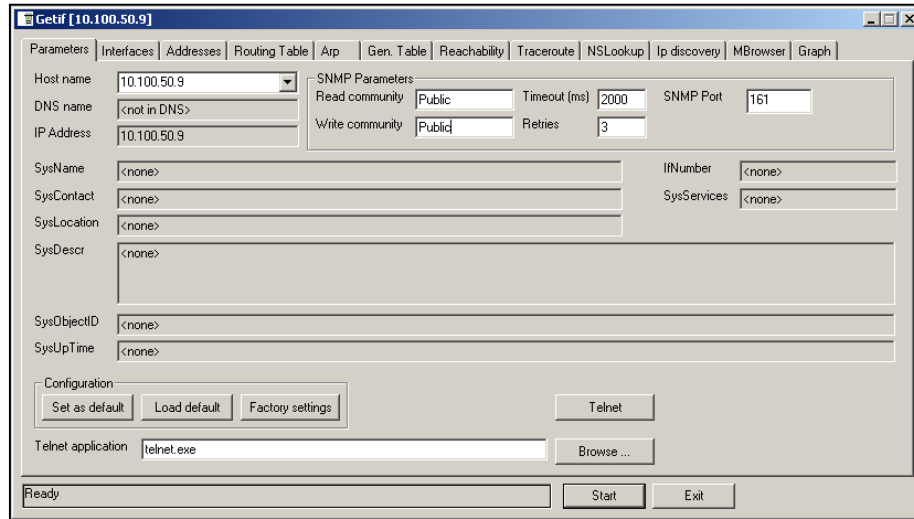 Getif [10.100.50.9]
Parameters Interfaces Addresses Routing Table Arp Gen. Table Reachability Traceroute NSLookup Ip discovery MBrowser Graph
Host name 10.100.50.9
DNS name <not in DNS>
IP Address 10.100.50.9
SNMP Parameters
Read community Public Timeout (ms) 2000 SNMP Port 161
Write community Public Retries 3
SysName <none> IfNumber <none>
SysContact <none> SysServices <none>
SysLocation <none>
SysDescr <none>
SysObjectID <none>
SysUpTime <none>
Configuration
Set as default Load default Factory settings Telnet
Telnet application telnet.exe Browse ...
Ready Start Exit